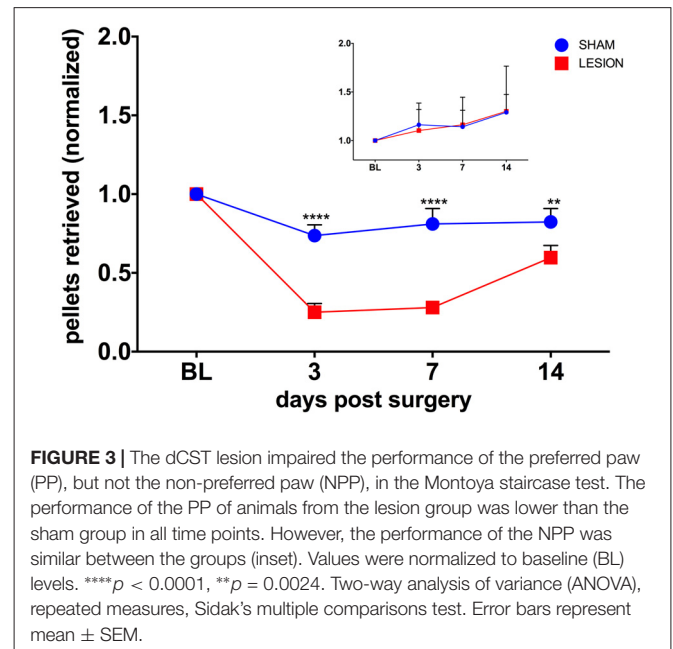 pellets retrieved (normalized)
2.0
1.5
1.0
0.5
0.0
BL 3 7 14
days post surgery
**** **** **
2.0
1.5
1.0
BL 3 7 14
SHAM
LESION
FIGURE 3 | The dCST lesion impaired the performance of the preferred paw
(PP), but not the non-preferred paw (NPP), in the Montoya staircase test. The
performance of the PP of animals from the lesion group was lower than the
sham group in all time points. However, the performance of the NPP was
similar between the groups (inset). Values were normalized to baseline (BL)
levels. ****p < 0.0001, **p = 0.0024. Two-way analysis of variance (ANOVA),
repeated measures, Sidak's multiple comparisons test. Error bars represent
mean ± SEM.